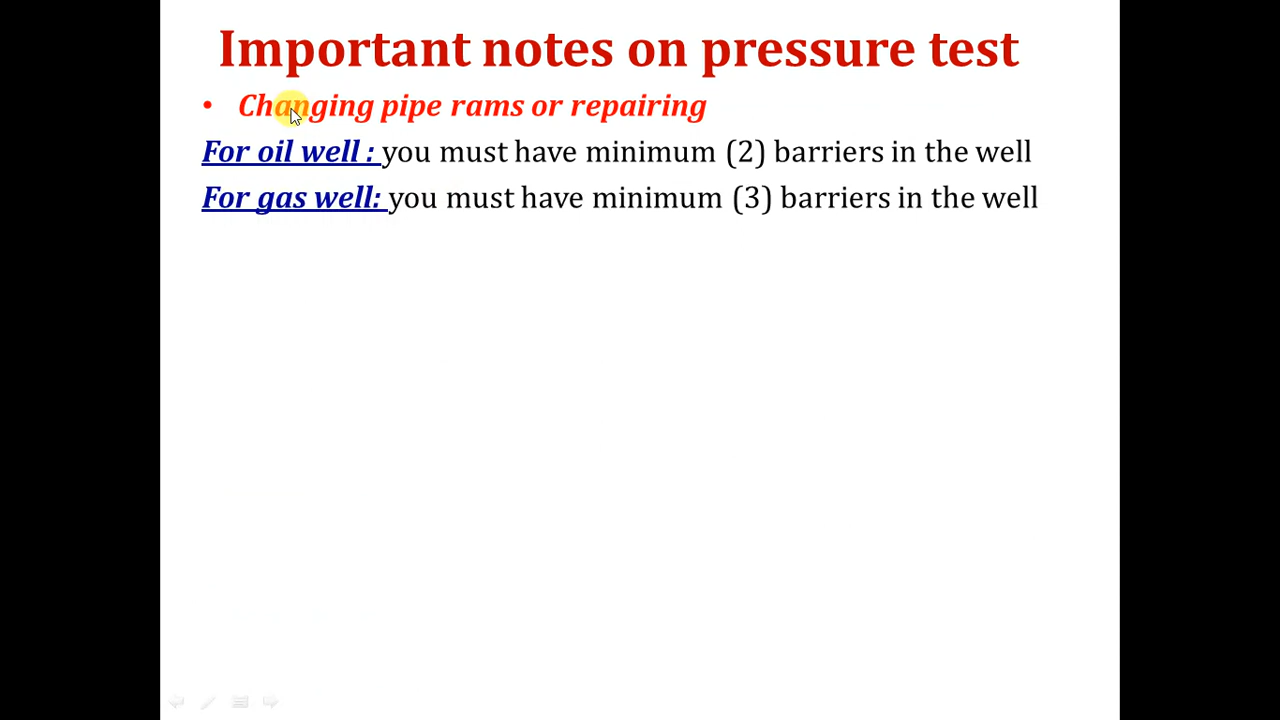 Important notes on pressure test
• Changing pipe rams or repairing
For oil well : you must have minimum (2) barriers in the well
For gas well: you must have minimum (3) barriers in the well